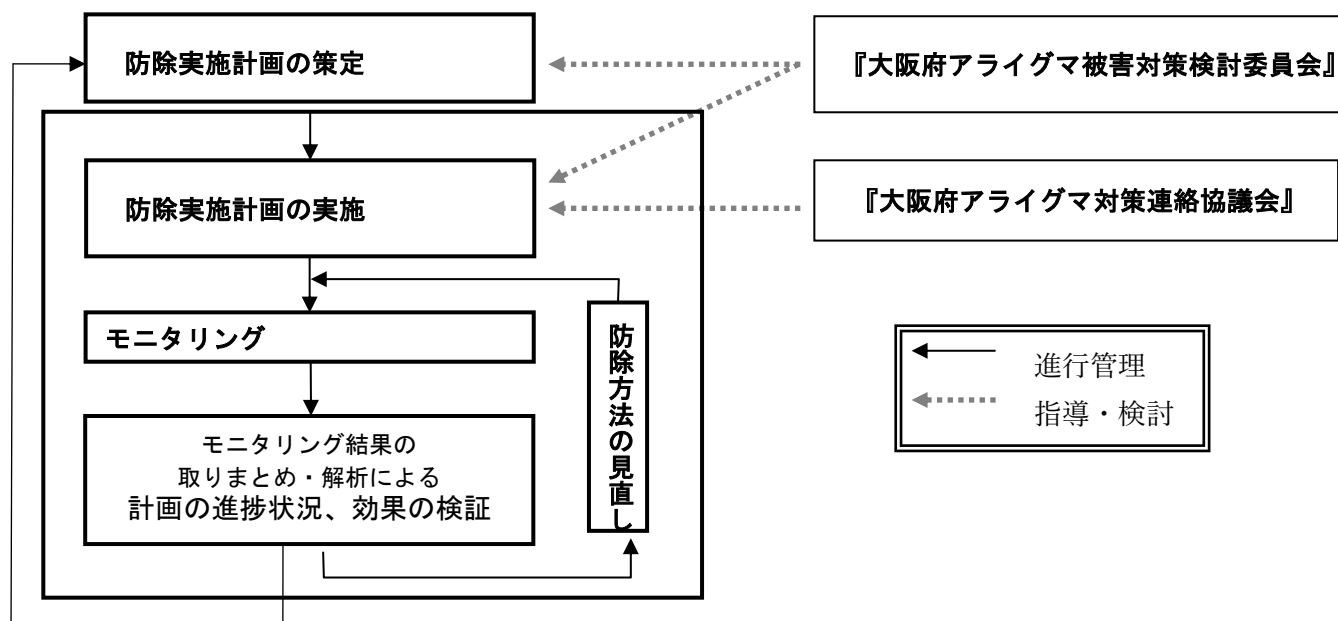 防除実施計画の策定
『大阪府アライグマ被害対策検討委員会』
防除実施計画の実施
『大阪府アライグマ対策連絡協議会』
モニタリング
防除方法の見直し
モニタリング結果の
取りまとめ・解析による
計画の進捗状況、効果の検証
進行管理
指導・検討